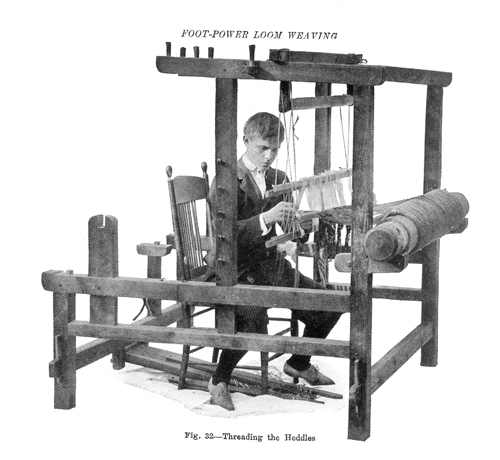 FOOT-POWER LOOM WEAVING
Fig. 32—Threading the Heddles